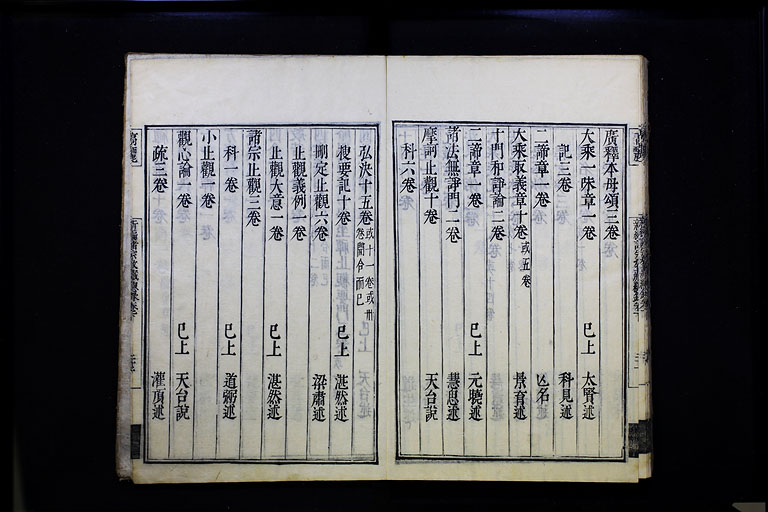 廣釋本母頌三卷
大乘一味章一卷 已上 太賢述
記三卷 科見述
二諦章一卷 亡名
大乘取義章十卷或五卷 景育述
十門和諍論二卷
二諦章一卷 已上 元曉述
諸法無諍門二卷 慧思述
摩訶止觀十卷 天台說
科六卷
弘決十五卷或十一卷或卅卷開合而已
搜要記十卷 已上 湛然述
刪定止觀六卷 梁肅述
止觀義例一卷
止觀大意一卷 已上 湛然述
諸宗止觀三卷
科一卷 已上 道弼述
小止觀一卷
觀心論一卷 已上 天台說
疏三卷 灌頂述